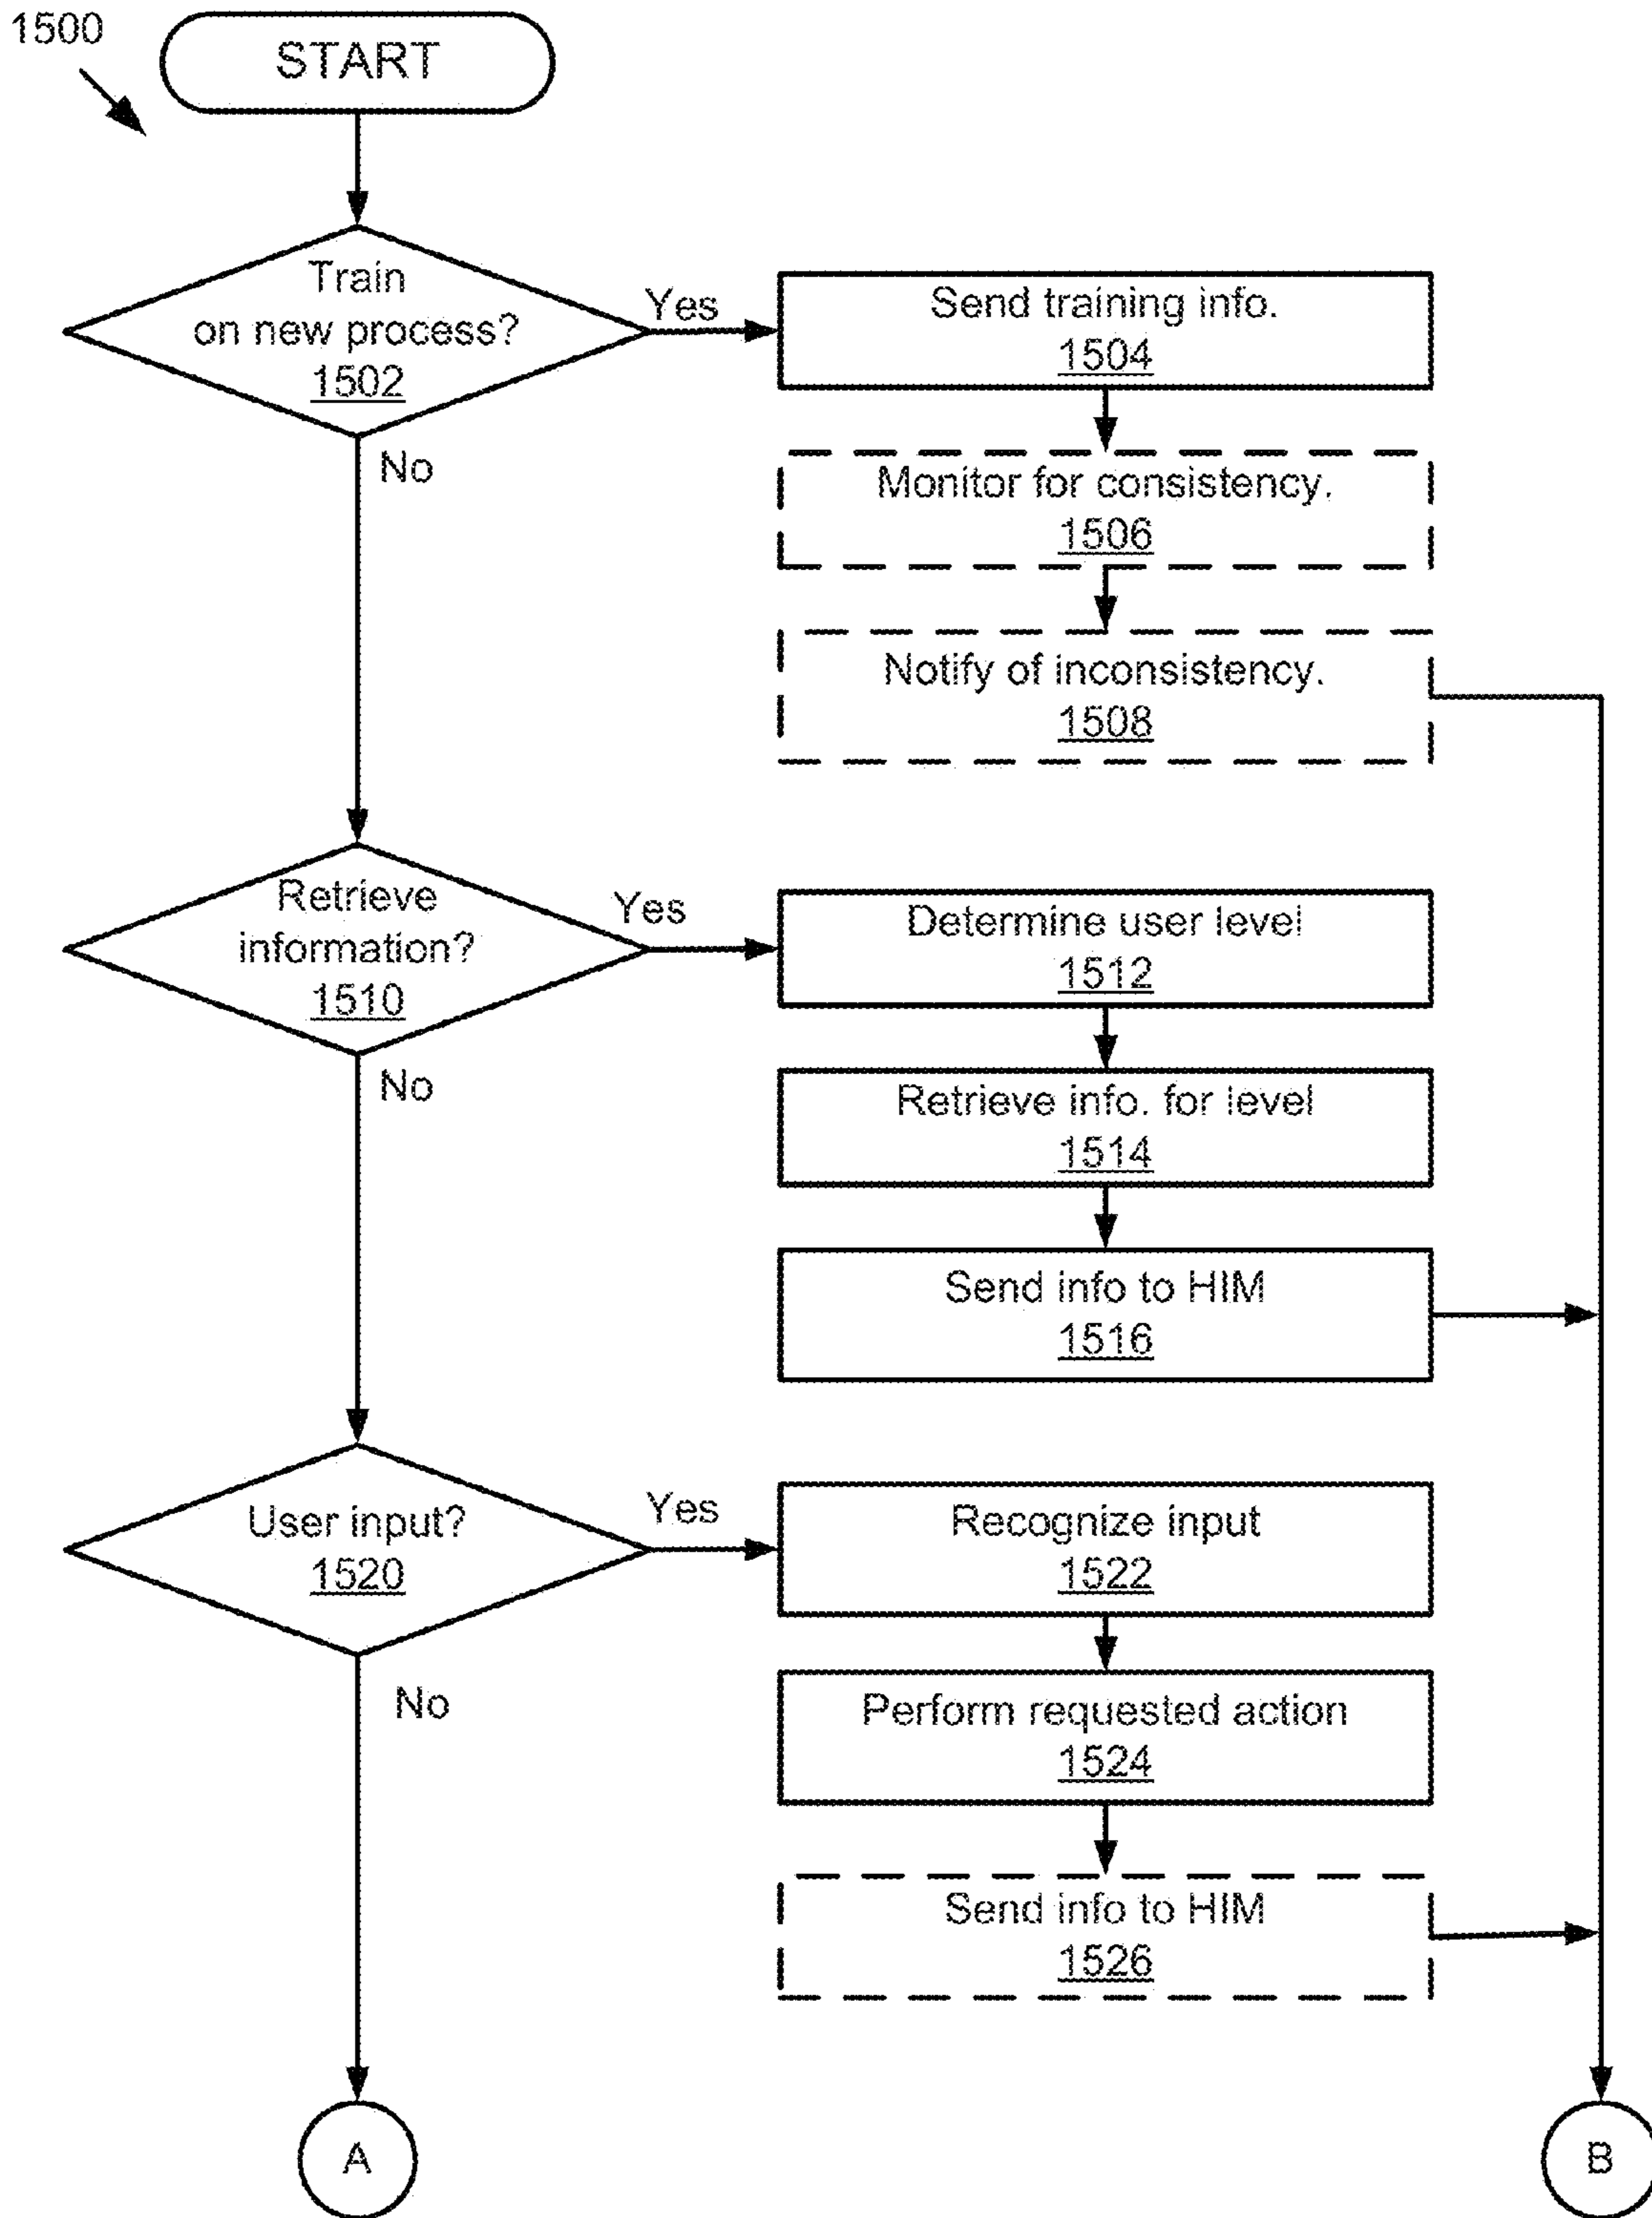 1500
START
Train
on new process?
1502
Yes
No
Send training info.
1504
Monitor for consistency.
1506
Notify of inconsistency.
1508
Retrieve
information?
1510
Yes
No
Determine user level
1512
Retrieve info. for level
1514
Send info to HIM
1516
User input?
1520
Yes
No
Recognize input
1522
Perform requested action
1524
Send info to HIM
1526
A
B